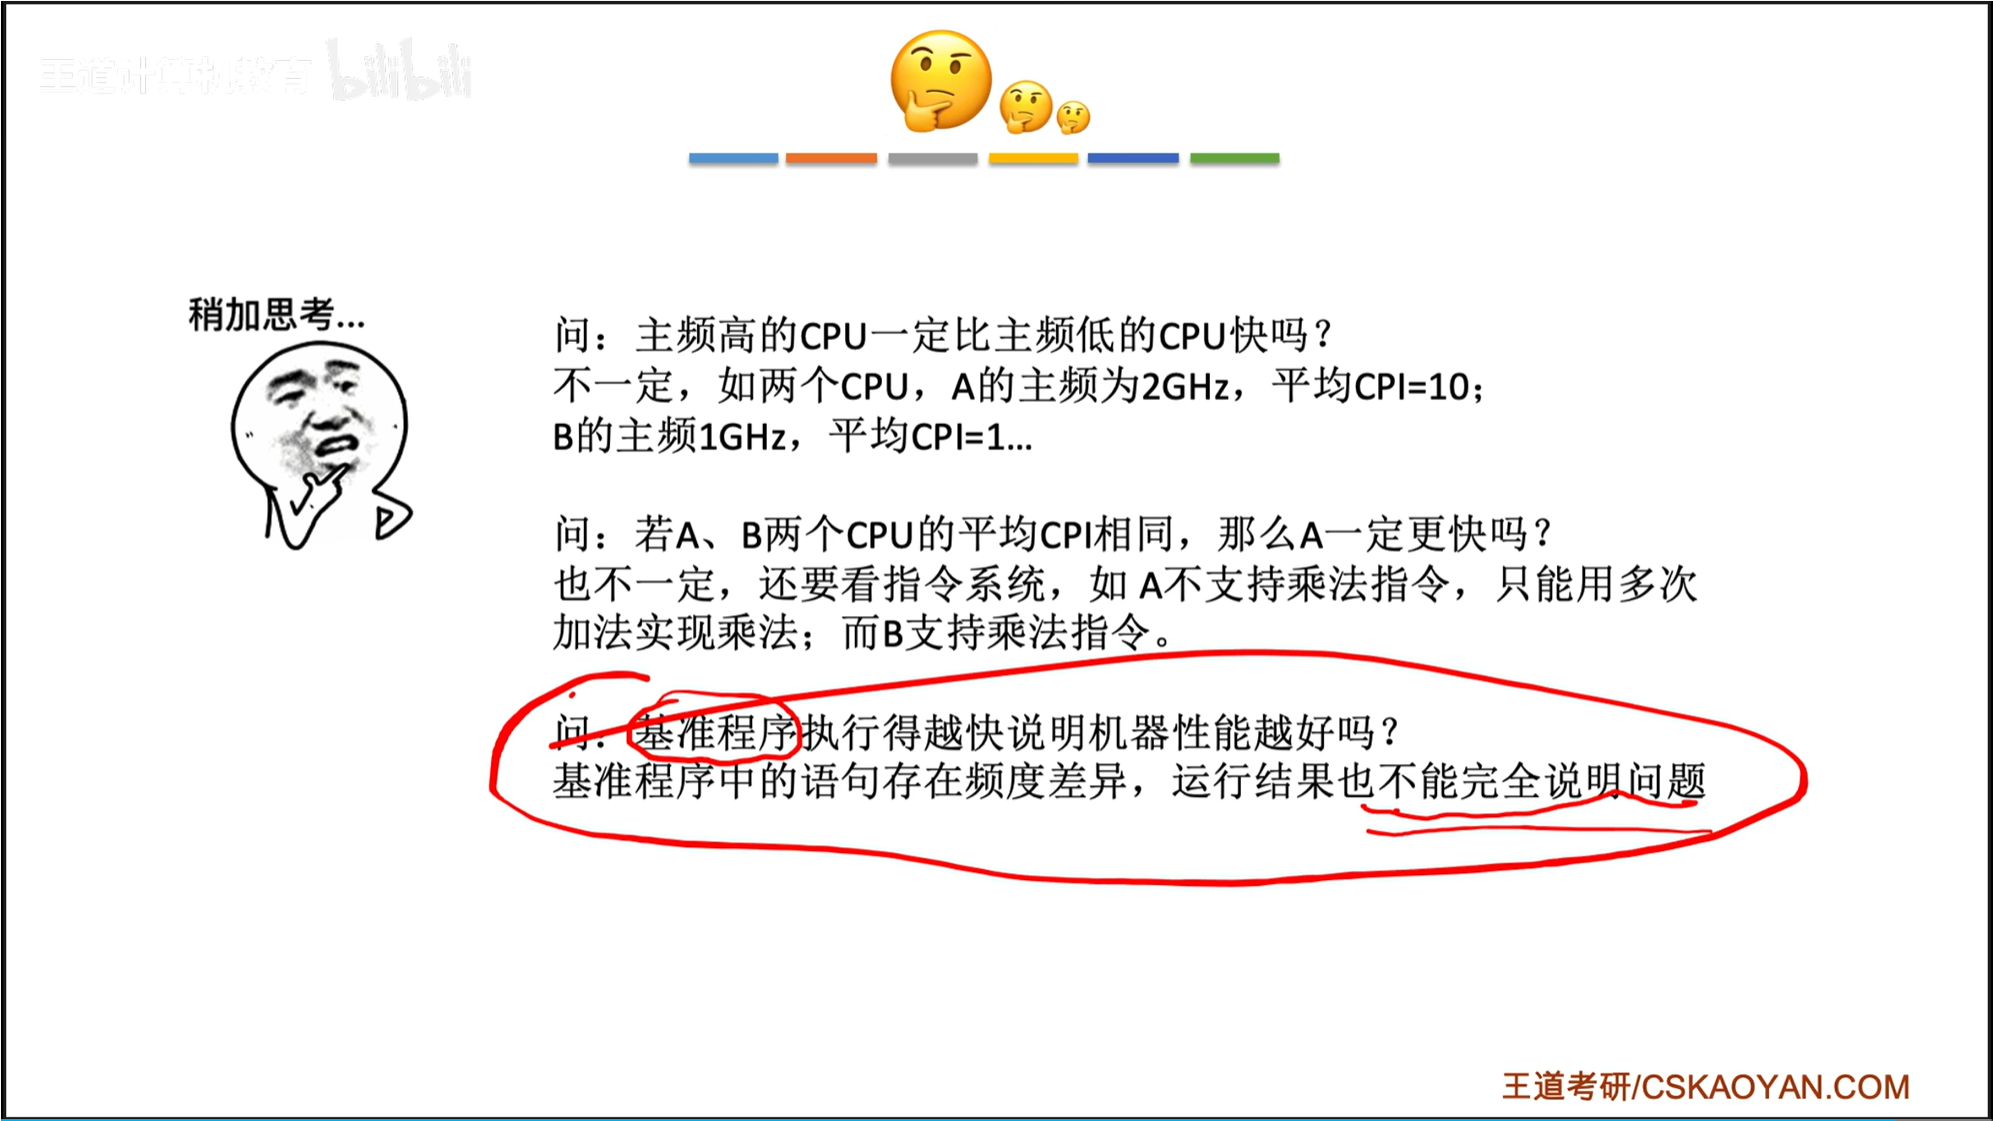 王道计算机教育 bilibili
稍加思考...
问：主频高的CPU一定比主频低的CPU快吗？
不一定，如两个CPU，A的主频为2GHz，平均CPI=10；
B的主频1GHz，平均CPI=1...
问：若A、B两个CPU的平均CPI相同，那么A一定更快吗？
也不一定，还要看指令系统，如 A不支持乘法指令，只能用多次
加法实现乘法；而B支持乘法指令。
问：基准程序执行得越快说明机器性能越好吗？
基准程序中的语句存在频度差异，运行结果也不能完全说明问题
王道考研/CSKAOYAN.COM